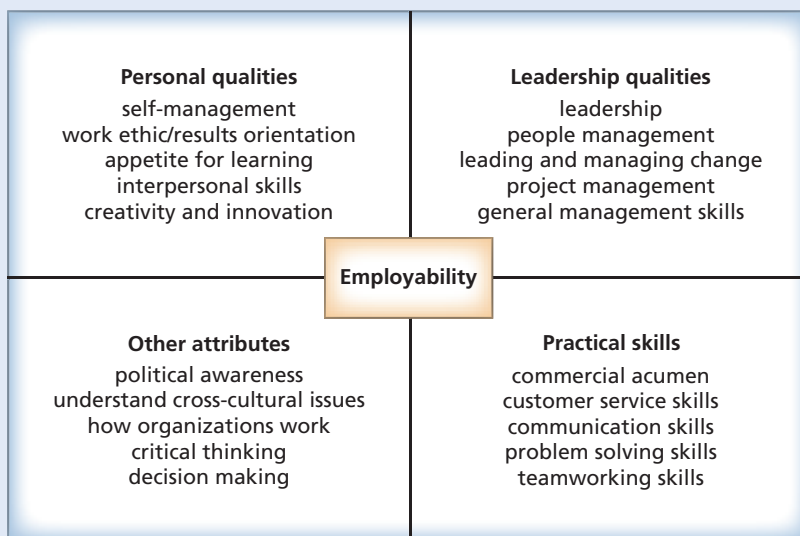 Personal qualities
self-management
work ethic/results orientation
appetite for learning
interpersonal skills
creativity and innovation
Leadership qualities
leadership
people management
leading and managing change
project management
general management skills
Employability
Other attributes
political awareness
understand cross-cultural issues
how organizations work
critical thinking
decision making
Practical skills
commercial acumen
customer service skills
communication skills
problem solving skills
teamworking skills